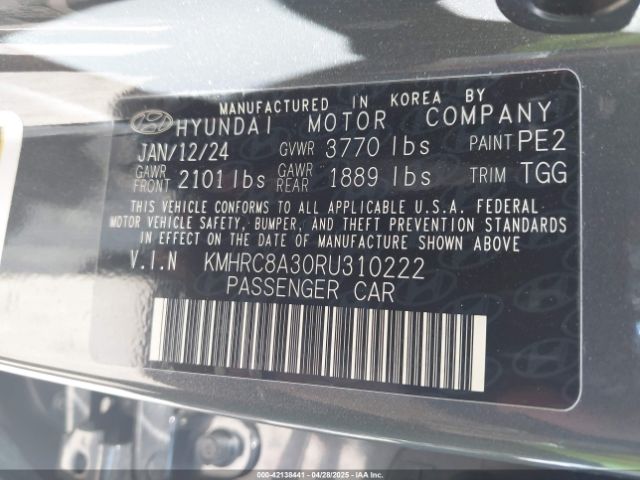 MANUFACTURED IN KOREA BY
HYUNDAI MOTOR COMPANY
JAN/12/24 GVWR 3770 lbs PAINT PE2
GAWR FRONT 2101 lbs GAWR REAR 1889 lbs TRIM TGG
THIS VEHICLE CONFORMS TO ALL APPLICABLE U.S.A. FEDERAL
MOTOR VEHICLE SAFETY, BUMPER, AND THEFT PREVENTION STANDARDS
IN EFFECT ON THE DATE OF MANUFACTURE SHOWN ABOVE
V.I.N KMHRC8A30RU310222
PASSENGER CAR
000-42138441 - 04/28/2025 - IAAI.COM